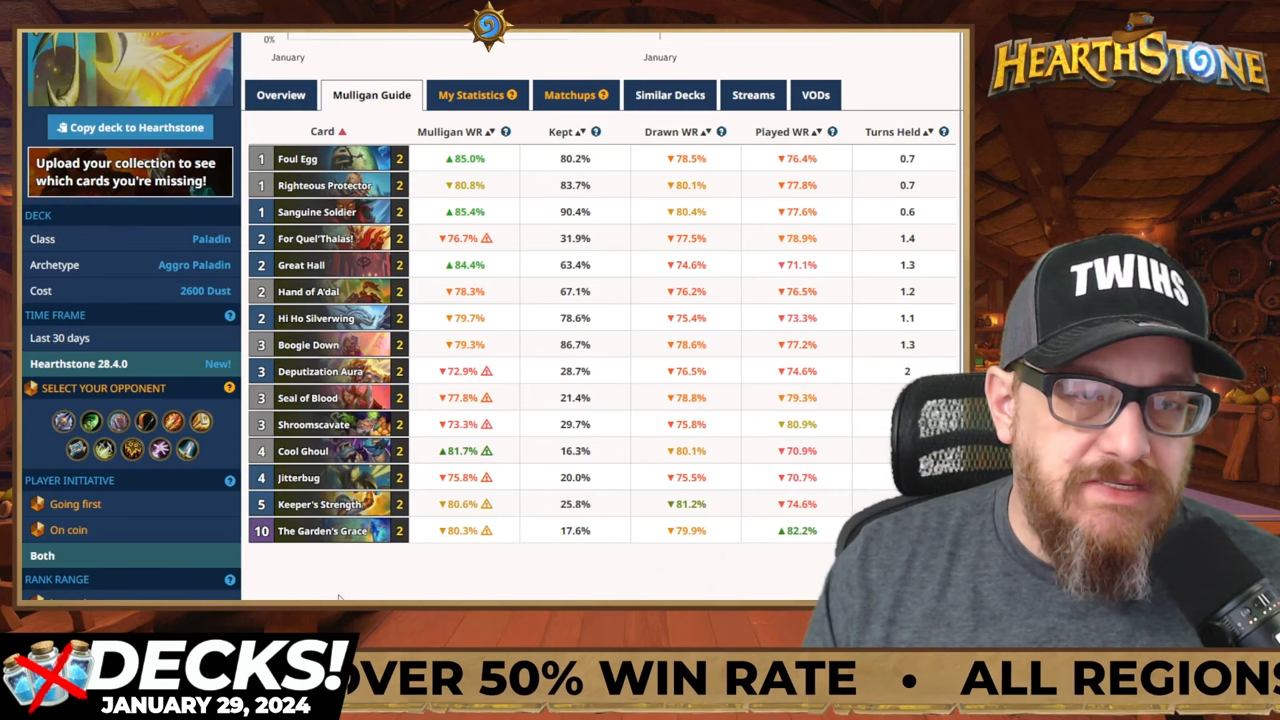 0%
January January
HEARTHSTONE
Overview Mulligan Guide My Statistics Matchups Similar Decks Streams VODs
Copy deck to Hearthstone
Upload your collection to see
which cards you're missing!
DECK
Class Paladin
Archetype Aggro Paladin
Cost 2600 Dust
TIME FRAME
Last 30 days
Hearthstone 28.4.0 New!
SELECT YOUR OPPONENT
PLAYER INITIATIVE
Going first
On coin
Both
RANK RANGE
Card Mulligan WR Kept Drawn WR Played WR Turns Held
1 Foul Egg 2 ▲85.0% 80.2% ▼78.5% ▼76.4% 0.7
1 Righteous Protector 2 ▼80.8% 83.7% ▼80.1% ▼77.8% 0.7
1 Sanguine Soldier 2 ▲85.4% 90.4% ▼80.4% ▼77.6% 0.6
2 For Quel'Thalas! 2 ▼76.7% 31.9% ▼77.5% ▼78.9% 1.4
2 Great Hall 2 ▲84.4% 63.4% ▼74.6% ▼71.1% 1.3
2 Hand of A'dal 2 ▼78.3% 67.1% ▼76.2% ▼76.5% 1.2
2 Hi Ho Silverwing 2 ▼79.7% 78.6% ▼75.4% ▼73.3% 1.1
3 Boogie Down 2 ▼79.3% 86.7% ▼78.6% ▼77.2% 1.3
3 Deputization Aura 2 ▼72.9% 28.7% ▼76.5% ▼74.6% 2
3 Seal of Blood 2 ▼77.8% 21.4% ▼78.8% ▼79.3%
3 Shroomscavate 2 ▼73.3% 29.7% ▼75.8% ▼80.9%
4 Cool Ghoul 2 ▲81.7% 16.3% ▼80.1% ▼70.9%
4 Jitterbug 2 ▼75.8% 20.0% ▼75.5% ▼70.7%
5 Keeper's Strength 2 ▼80.6% 25.8% ▼81.2% ▼74.6%
10 The Garden's Grace 2 ▼80.3% 17.6% ▼79.9% ▲82.2%
TWIHS
DECKS!
JANUARY 29, 2024
OVER 50% WIN RATE • ALL REGIONS